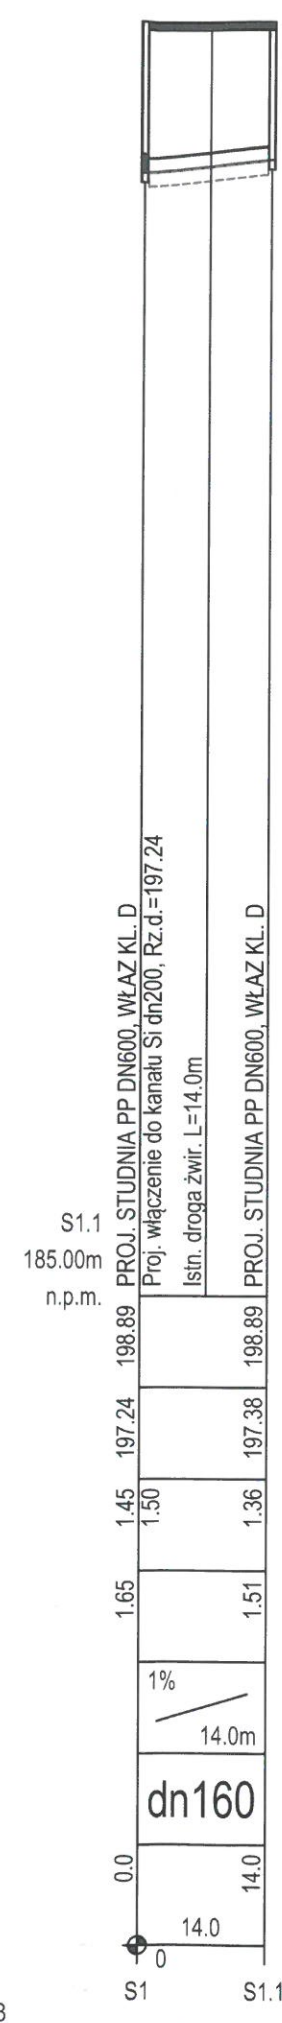 PROJ. STUDNIA PP DN600, WŁAZ KL. D
Proj. włączenie do kanału Si dn200, Rz.d.=197.24
Istn. droga żwir. L=14.0m
PROJ. STUDNIA PP DN600, WŁAZ KL. D
S1.1
185.00m
n.p.m.
198.89
198.89
197.24
197.38
1.45
1.50
1.36
1.65
1.51
1%
14.0m
dn160
0.0
14.0
14.0
0
S1
S1.1